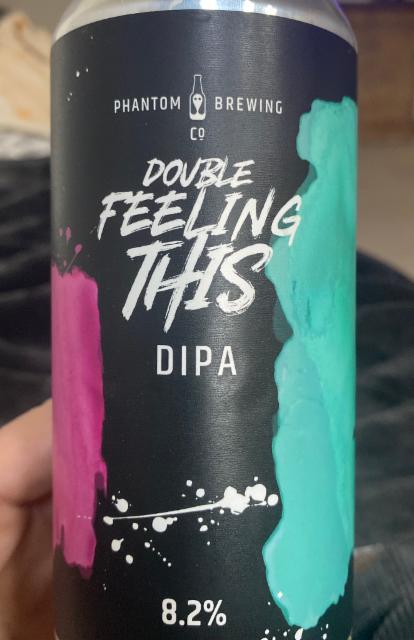 PHANTOM BREWING
Cº
DOUBLE
FEELING
THIS
DIPA
8.2%